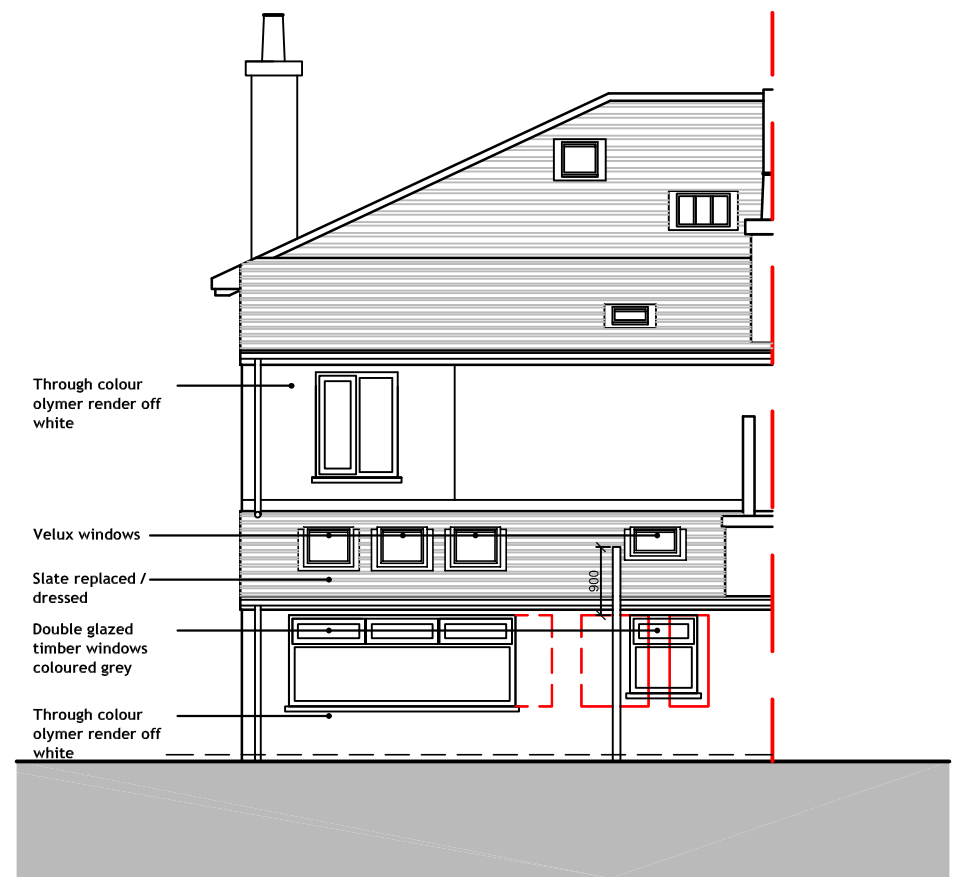 Through colour
olymer render off
white
Velux windows
Slate replaced /
dressed
900
Double glazed
timber windows
coloured grey
Through colour
olymer render off
white